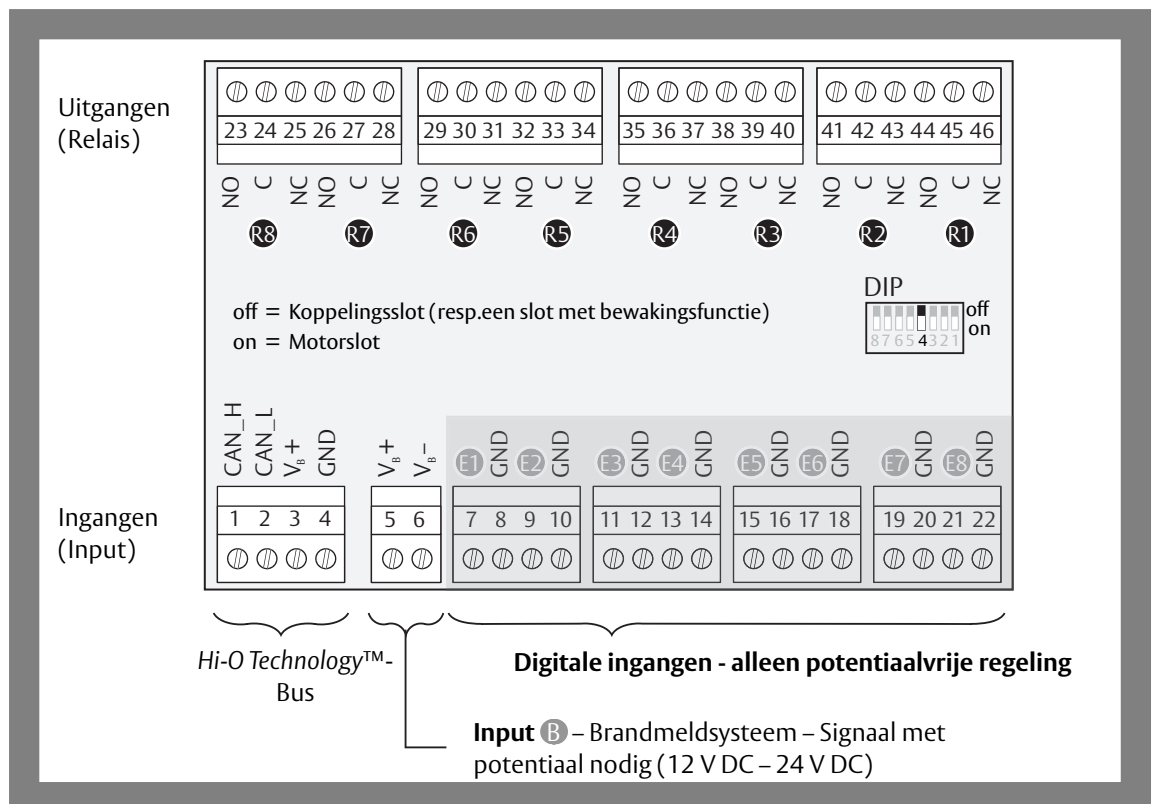 Uitgangen
(Relais)
23 24 25 26 27 28
29 30 31 32 33 34
35 36 37 38 39 40
41 42 43 44 45 46
NO C NC NO C NC
NO C NC NO C NC
NO C NC NO C NC
NO C NC NO C NC
R8 R7 R6 R5 R4 R3 R2 R1
off = Koppelingsslot (resp.een slot met bewakingsfunctie)
on = Motorslot
DIP
off
on
8 7 6 5 4 3 2 1
CAN_H CAN_L VB+ GND
VB+ VB–
E1 GND E2 GND
E3 GND E4 GND
E5 GND E6 GND
E7 GND E8 GND
Ingangen
(Input)
1 2 3 4
5 6
7 8 9 10
11 12 13 14
15 16 17 18
19 20 21 22
Hi-O Technology™-
Bus
Digitale ingangen - alleen potentiaalvrije regeling
Input B – Brandmeldsysteem – Signaal met
potentiaal nodig (12 V DC – 24 V DC)